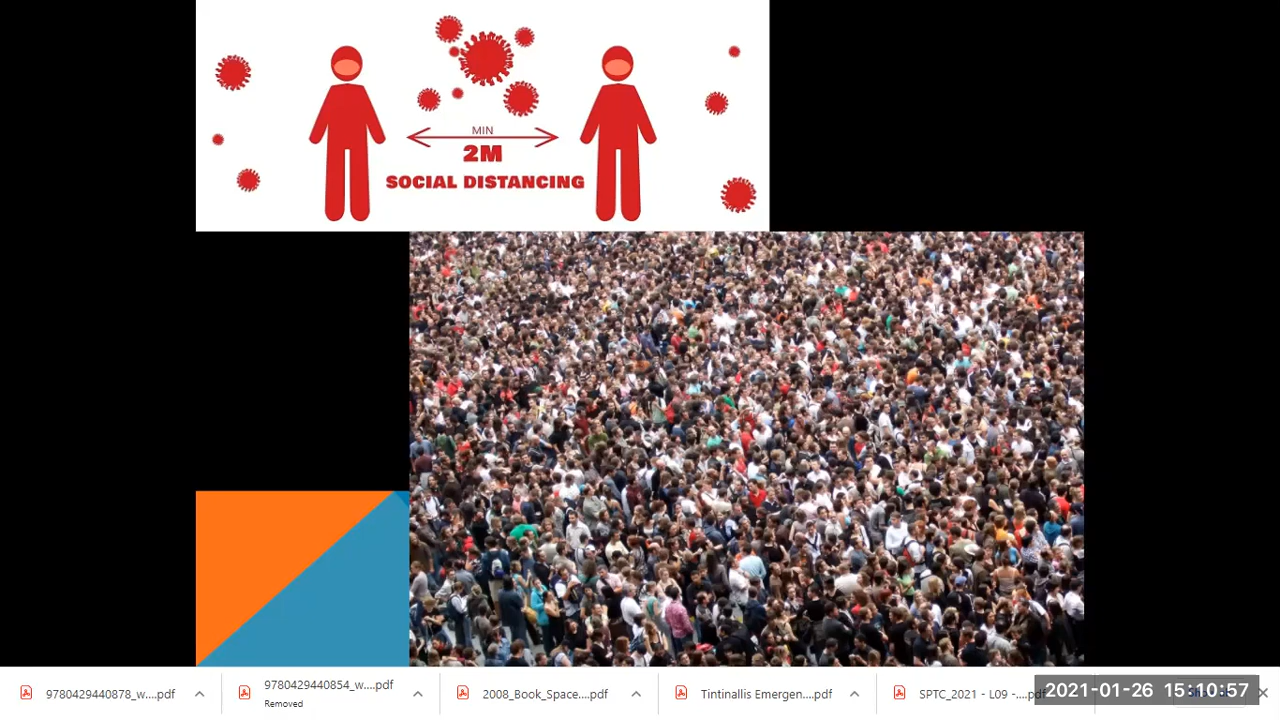 MIN
2M
SOCIAL DISTANCING
9780429440878_w....pdf
9780429440854_w....pdf
Removed
2008_Book_Space....pdf
Tintinallis Emergen....pdf
SPTC_2021 - L09 -....pdf
2021-01-26 15:10:57